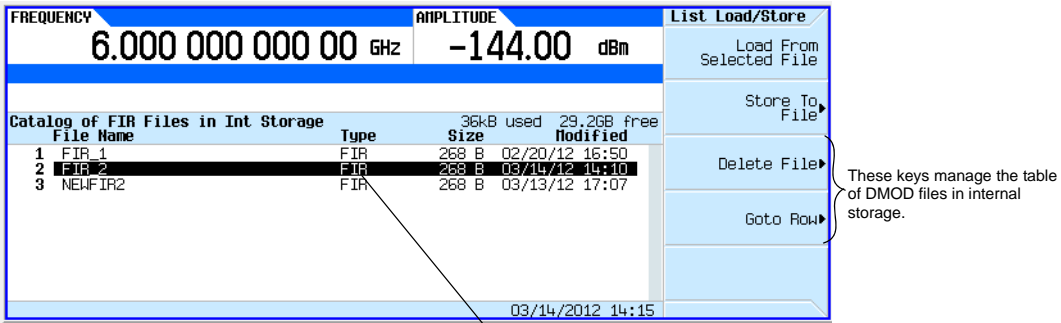 FREQUENCY
6.000 000 000 00 GHz
AMPLITUDE
-144.00 dBm
Catalog of FIR Files in Int Storage 36kB used 29.2GB free
File Name Type Size Modified
1 FIR_1 FIR 268 B 02/20/12 16:50
2 FIR_2 FIR 268 B 03/14/12 14:10
3 NEWFIR2 FIR 268 B 03/13/12 17:07
03/14/2012 14:15
List Load/Store
Load From
Selected File
Store To
File
Delete File
Goto Row
These keys manage the table
of DMOD files in internal
storage.